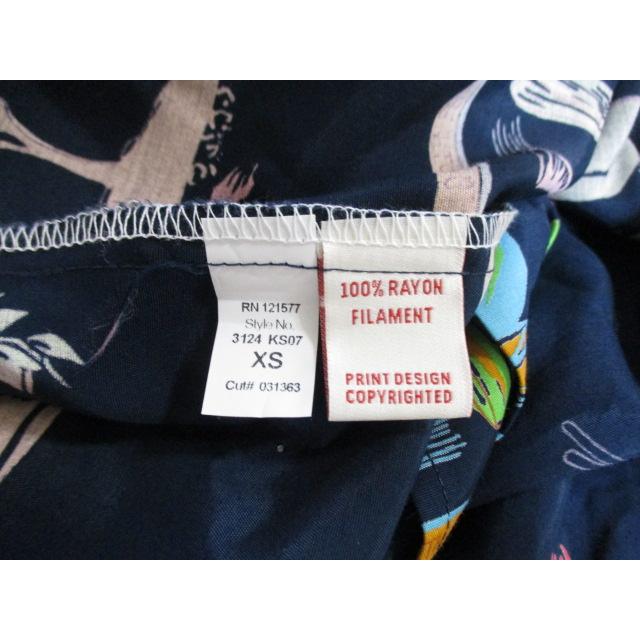 RN 121577
Style No.
3124 KS07
XS
Cut# 031363
100% RAYON
FILAMENT
PRINT DESIGN
COPYRIGHTED